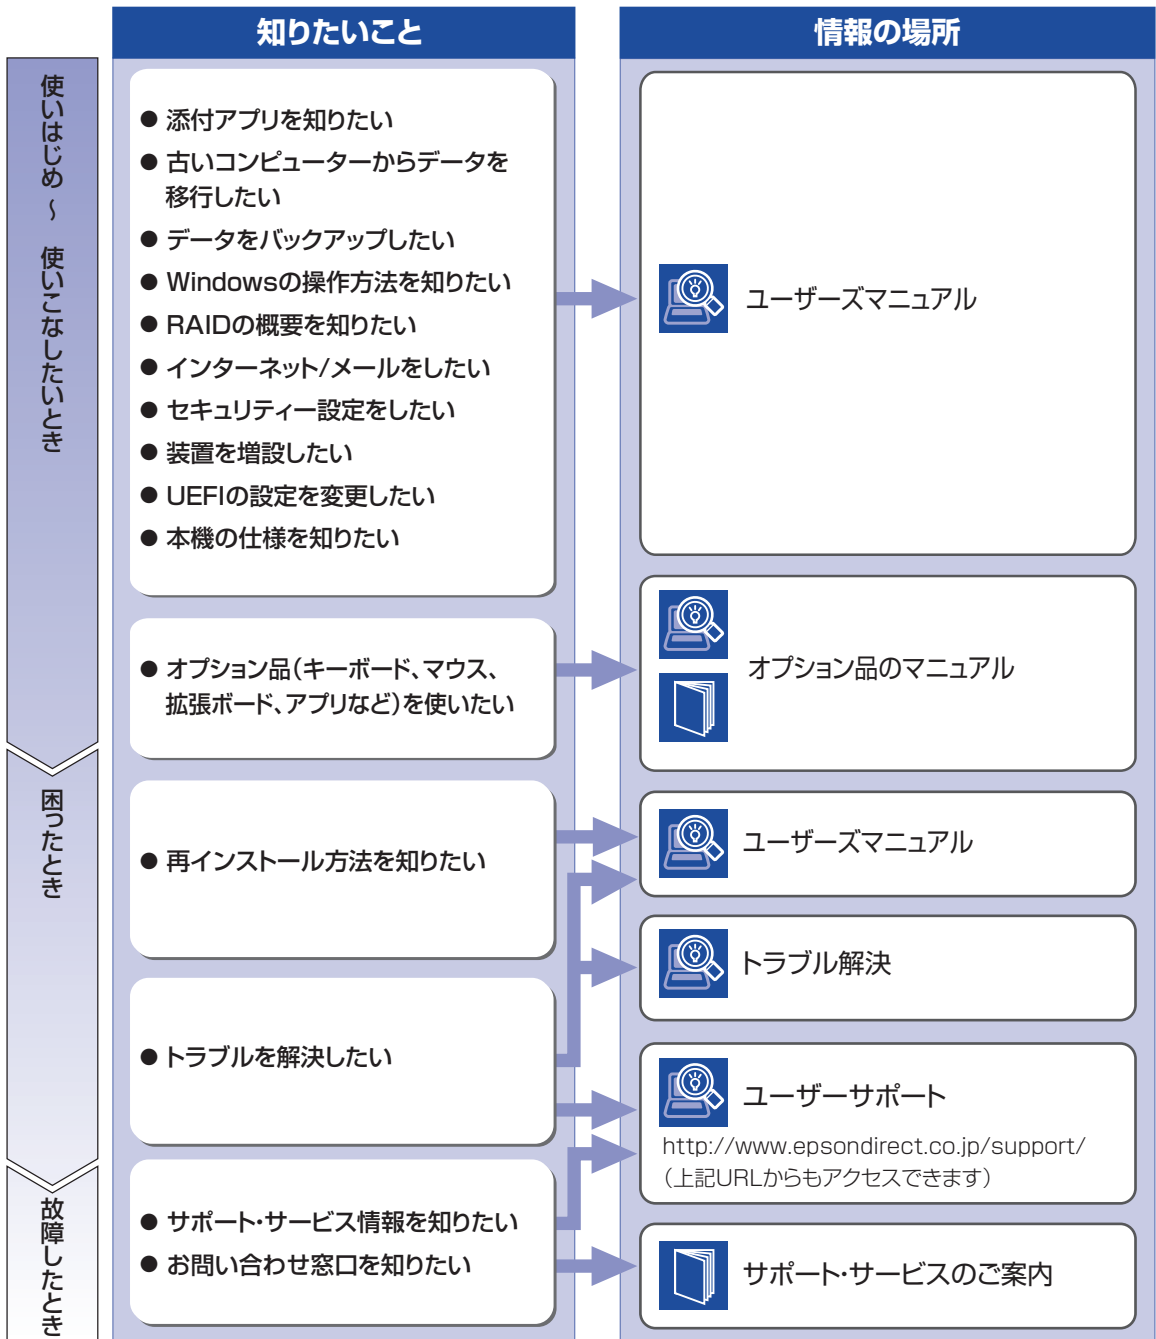 知りたいこと
情報の場所
使いはじめ ～ 使いこなしたいとき
● 添付アプリを知りたい
● 古いコンピューターからデータを
移行したい
● データをバックアップしたい
● Windowsの操作方法を知りたい
● RAIDの概要を知りたい
● インターネット/メールをしたい
● セキュリティー設定をしたい
● 装置を増設したい
● UEFIの設定を変更したい
● 本機の仕様を知りたい
ユーザーズマニュアル
● オプション品（キーボード、マウス、
拡張ボード、アプリなど）を使いたい
オプション品のマニュアル
困ったとき
● 再インストール方法を知りたい
ユーザーズマニュアル
トラブル解決
● トラブルを解決したい
ユーザーサポート
http://www.epsondirect.co.jp/support/
（上記URLからもアクセスできます）
故障したとき
● サポート・サービス情報を知りたい
● お問い合わせ窓口を知りたい
サポート・サービスのご案内